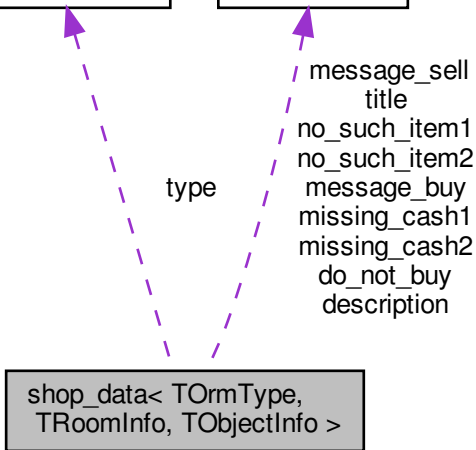 message_sell
title
no_such_item1
no_such_item2
type
message_buy
missing_cash1
missing_cash2
do_not_buy
description
shop_data< TOrmType,
TRoomInfo, TObjectInfo >